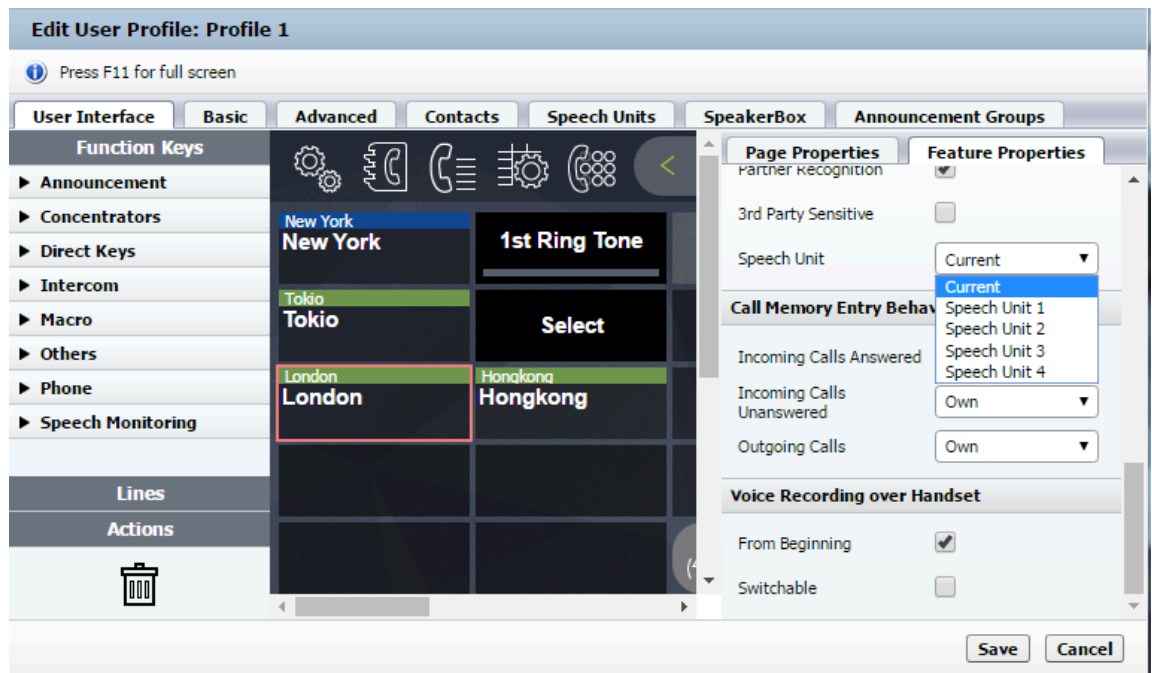 Edit User Profile: Profile 1
Press F11 for full screen
User Interface
Basic
Advanced
Contacts
Speech Units
SpeakerBox
Announcement Groups
Function Keys
Announcement
Concentrators
Direct Keys
Intercom
Macro
Others
Phone
Speech Monitoring
Lines
Actions
New York
New York
1st Ring Tone
Tokio
Tokio
Select
London
London
Hongkong
Hongkong
Page Properties
Feature Properties
Partner Recognition
3rd Party Sensitive
Speech Unit
Current
Current
Speech Unit 1
Speech Unit 2
Speech Unit 3
Speech Unit 4
Call Memory Entry Behav
Incoming Calls Answered
Incoming Calls
Unanswered
Own
Outgoing Calls
Own
Voice Recording over Handset
From Beginning
Switchable
Save
Cancel